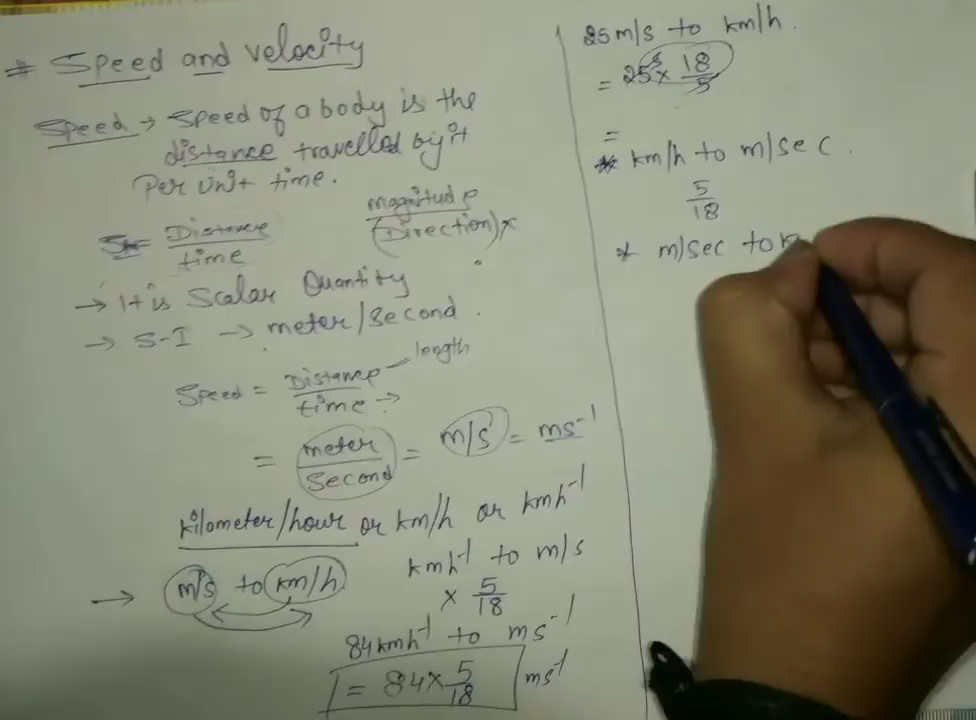 * Speed and velocity
Speed → Speed of a body is the
distance travelled by it
Per Unit time.
S = Distance
time
magnitude
(Direction) x
→ It is Scalar Quantity
→ S-I → meter/second.
Speed = Distance - length
time →
= meter
second = m/s = ms⁻¹
kilometer/hour or km/h or kmh⁻¹
→ m/s to km/h
kmh⁻¹ to m/s
× 5/18
84 kmh⁻¹ to ms⁻¹
= 84 × 5/18 ms⁻¹
25 m/s to km/h.
= 25 × 18/5
=
* km/h to m/sec.
5/18
* m/sec to k